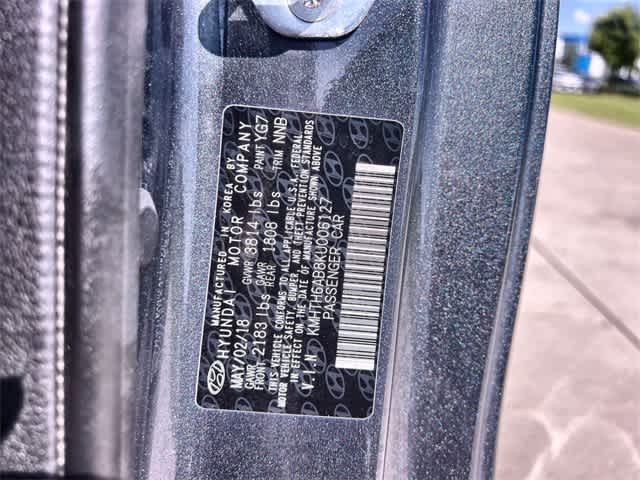 MANUFACTURED IN KOREA BY
HYUNDAI MOTOR COMPANY
MAY/02/18 GVWR 3814 lbs PAINT YG7
GAWR FRONT 2183 lbs GAWR REAR 1808 lbs TRIM NNB
THIS VEHICLE CONFORMS TO ALL APPLICABLE U.S.A. FEDERAL
MOTOR VEHICLE SAFETY, BUMPER, AND THEFT PREVENTION STANDARDS
IN EFFECT ON THE DATE OF MANUFACTURE SHOWN ABOVE
V.I.N KMHTH6AB8KU006127
PASSENGER CAR